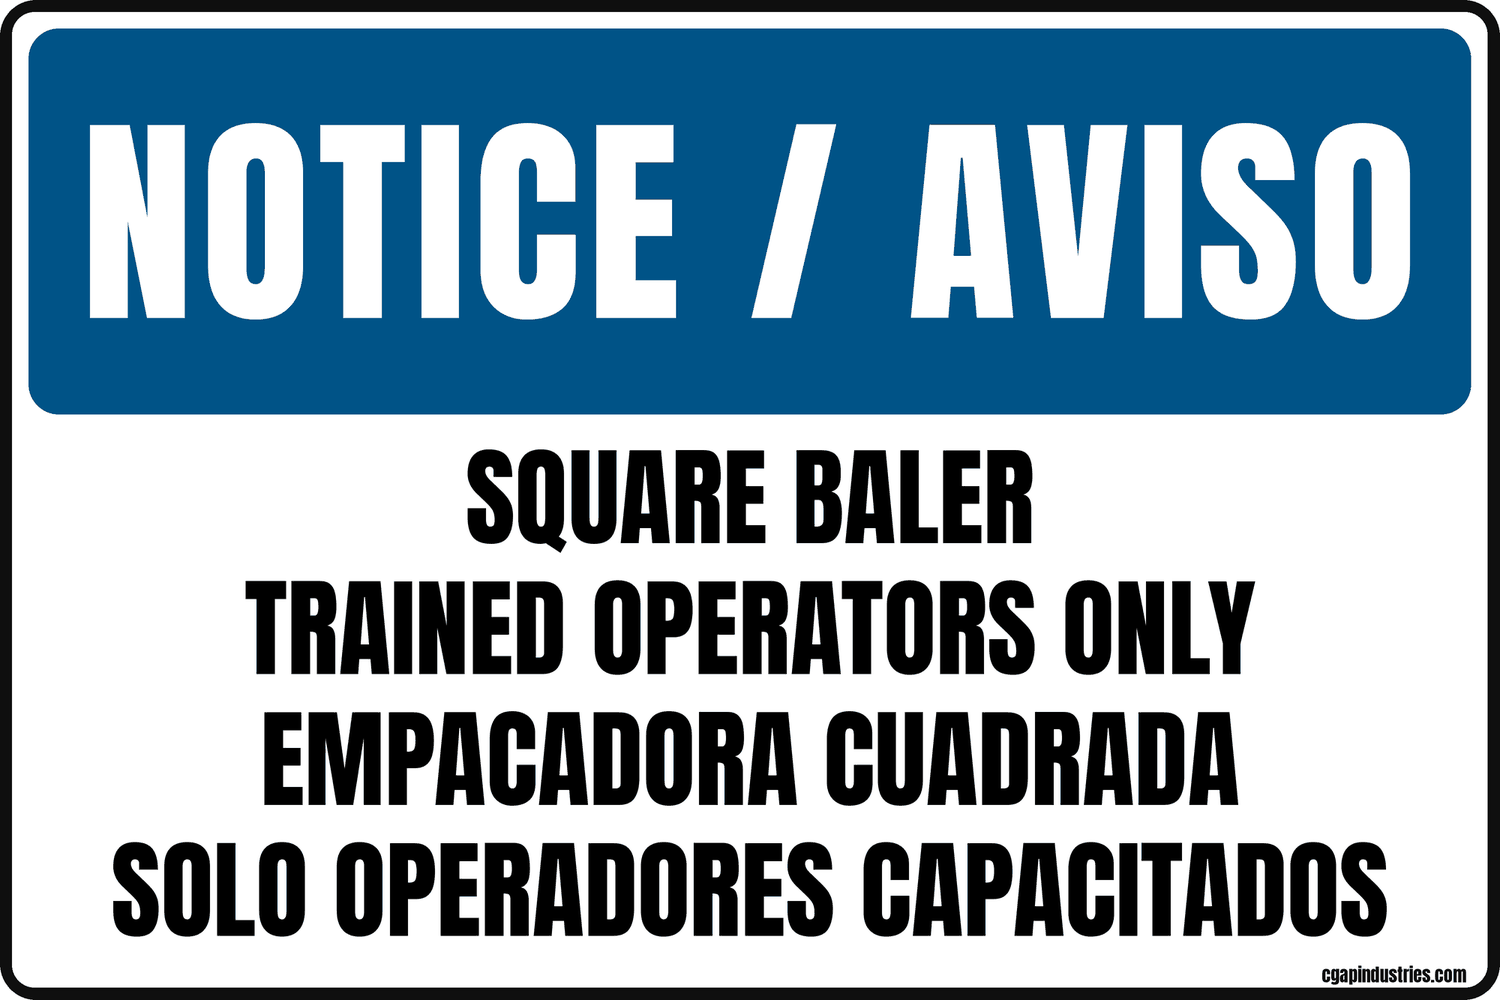 NOTICE / AVISO
SQUARE BALER
TRAINED OPERATORS ONLY
EMPACADORA CUADRADA
SOLO OPERADORES CAPACITADOS
cgapindustries.com